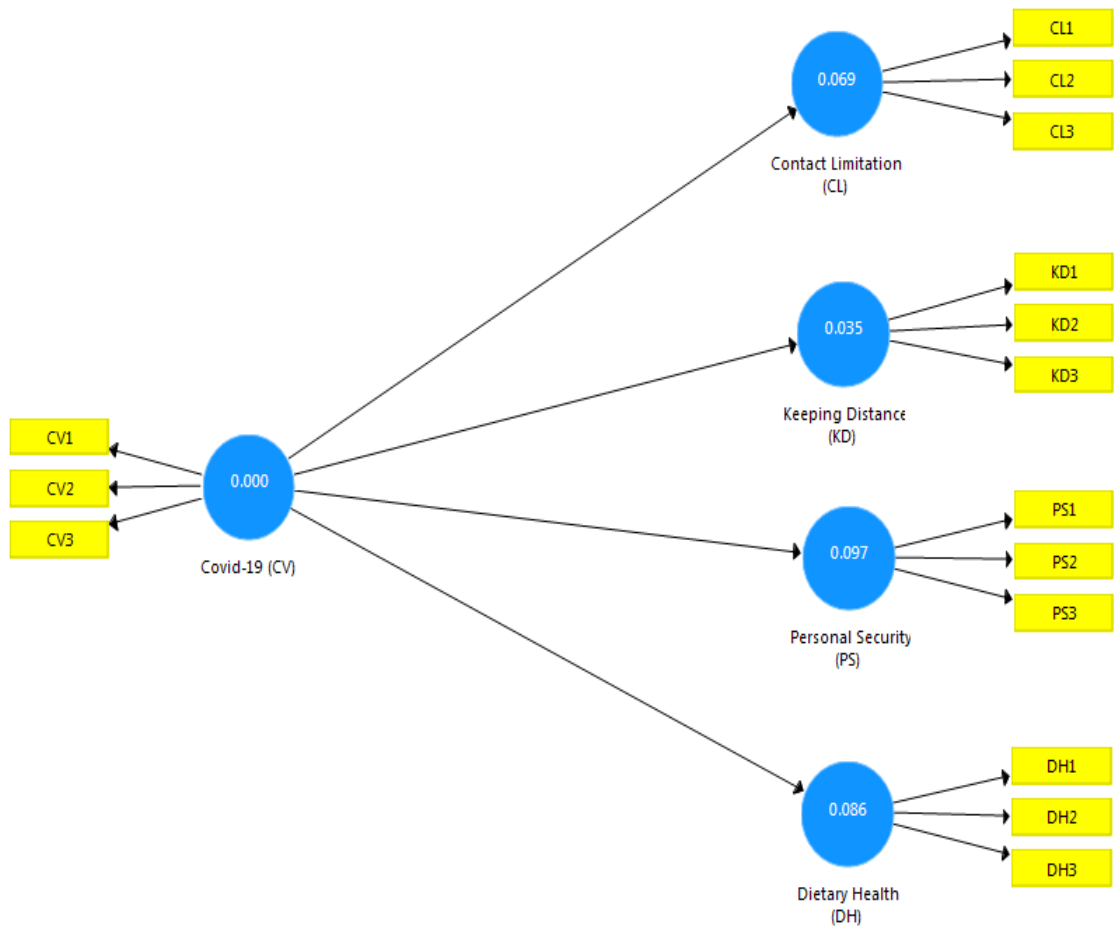 CL1
0.069
CL2
CL3
Contact Limitation
(CL)
KD1
0.035
KD2
KD3
Keeping Distance
(KD)
CV1
0.000
CV2
CV3
Covid-19 (CV)
PS1
0.097
PS2
PS3
Personal Security
(PS)
DH1
0.086
DH2
DH3
Dietary Health
(DH)